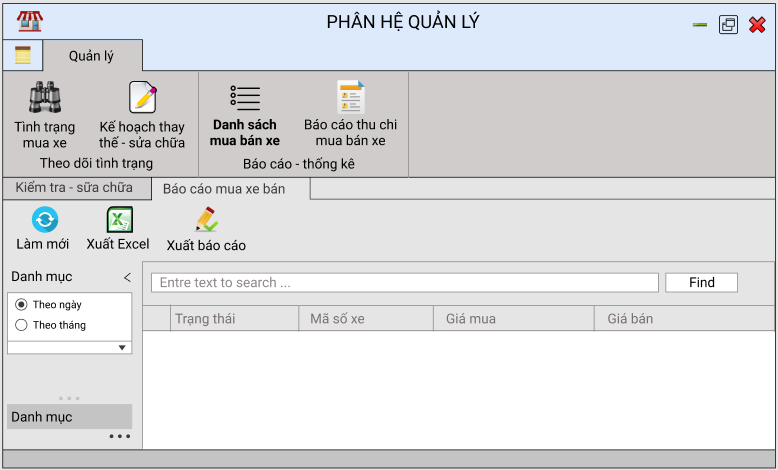 PHÂN HỆ QUẢN LÝ
Quản lý
Tình trạng
mua xe
Kế hoạch thay
thế - sửa chữa
Danh sách
mua bán xe
Báo cáo thu chi
mua bán xe
Theo dõi tình trạng
Báo cáo - thống kê
Kiểm tra - sữa chữa
Báo cáo mua xe bán
Làm mới
Xuất Excel
Xuất báo cáo
Danh mục
<
Entre text to search ...
Find
Theo ngày
Theo tháng
Trạng thái
Mã số xe
Giá mua
Giá bán
Danh mục